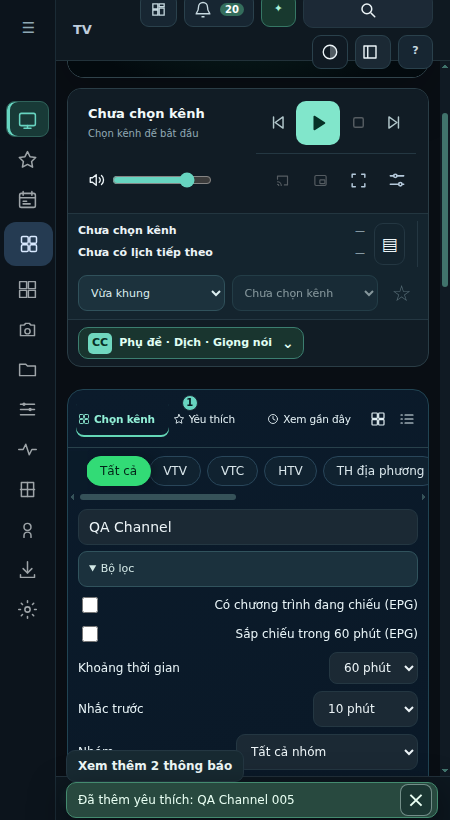 TV
20
?
Chưa chọn kênh
Chọn kênh để bắt đầu
Chưa chọn kênh —
Chưa có lịch tiếp theo —
Vừa khung
Chưa chọn kênh
CC Phụ đề · Dịch · Giọng nói
1
Chọn kênh
Yêu thích
Xem gần đây
Tất cả
VTV
VTC
HTV
TH địa phương
QA Channel
▼ Bộ lọc
Có chương trình đang chiếu (EPG)
Sắp chiếu trong 60 phút (EPG)
Khoảng thời gian
60 phút
Nhắc trước
10 phút
Tất cả nhóm
Xem thêm 2 thông báo
Đã thêm yêu thích: QA Channel 005